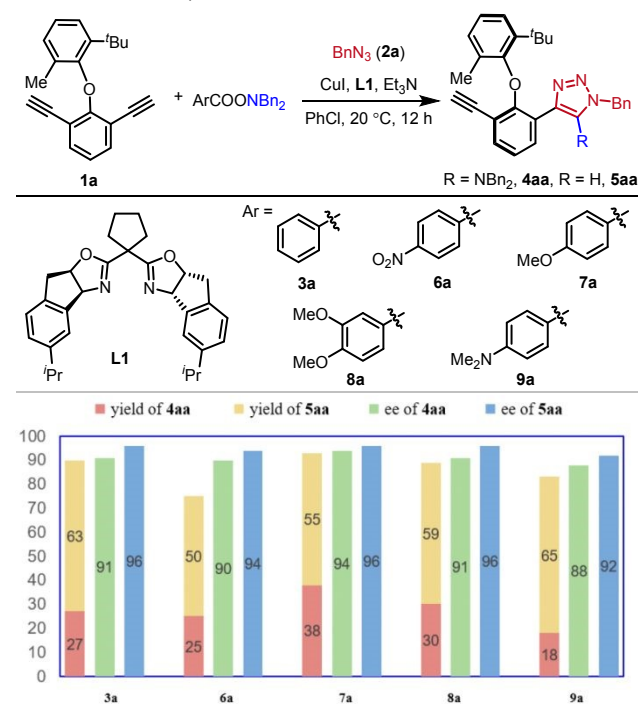 ᵗBu
Me
O
1a
+ ArCOONBn₂
BnN₃ (2a)
CuI, L1, Et₃N
PhCl, 20 °C, 12 h
ᵗBu
Me
O
N
N
N
Bn
R
R = NBn₂, 4aa, R = H, 5aa
O
O
N
N
ⁱPr
ⁱPr
L1
Ar =
3a
O₂N
6a
MeO
7a
MeO
MeO
8a
Me₂N
9a
yield of 4aa yield of 5aa ee of 4aa ee of 5aa
100
90
80
70
60
50
40
30
20
10
0
63
27
91
96
50
25
90
94
55
38
94
96
59
30
91
96
65
18
88
92
3a 6a 7a 8a 9a